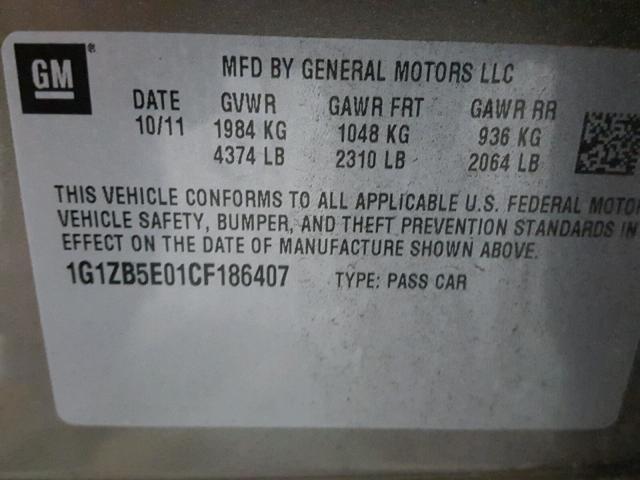 GM®
MFD BY GENERAL MOTORS LLC
DATE GVWR GAWR FRT GAWR RR
10/11 1984 KG 1048 KG 936 KG
4374 LB 2310 LB 2064 LB
THIS VEHICLE CONFORMS TO ALL APPLICABLE U.S. FEDERAL MOTOR
VEHICLE SAFETY, BUMPER, AND THEFT PREVENTION STANDARDS IN
EFFECT ON THE DATE OF MANUFACTURE SHOWN ABOVE.
1G1ZB5E01CF186407 TYPE: PASS CAR